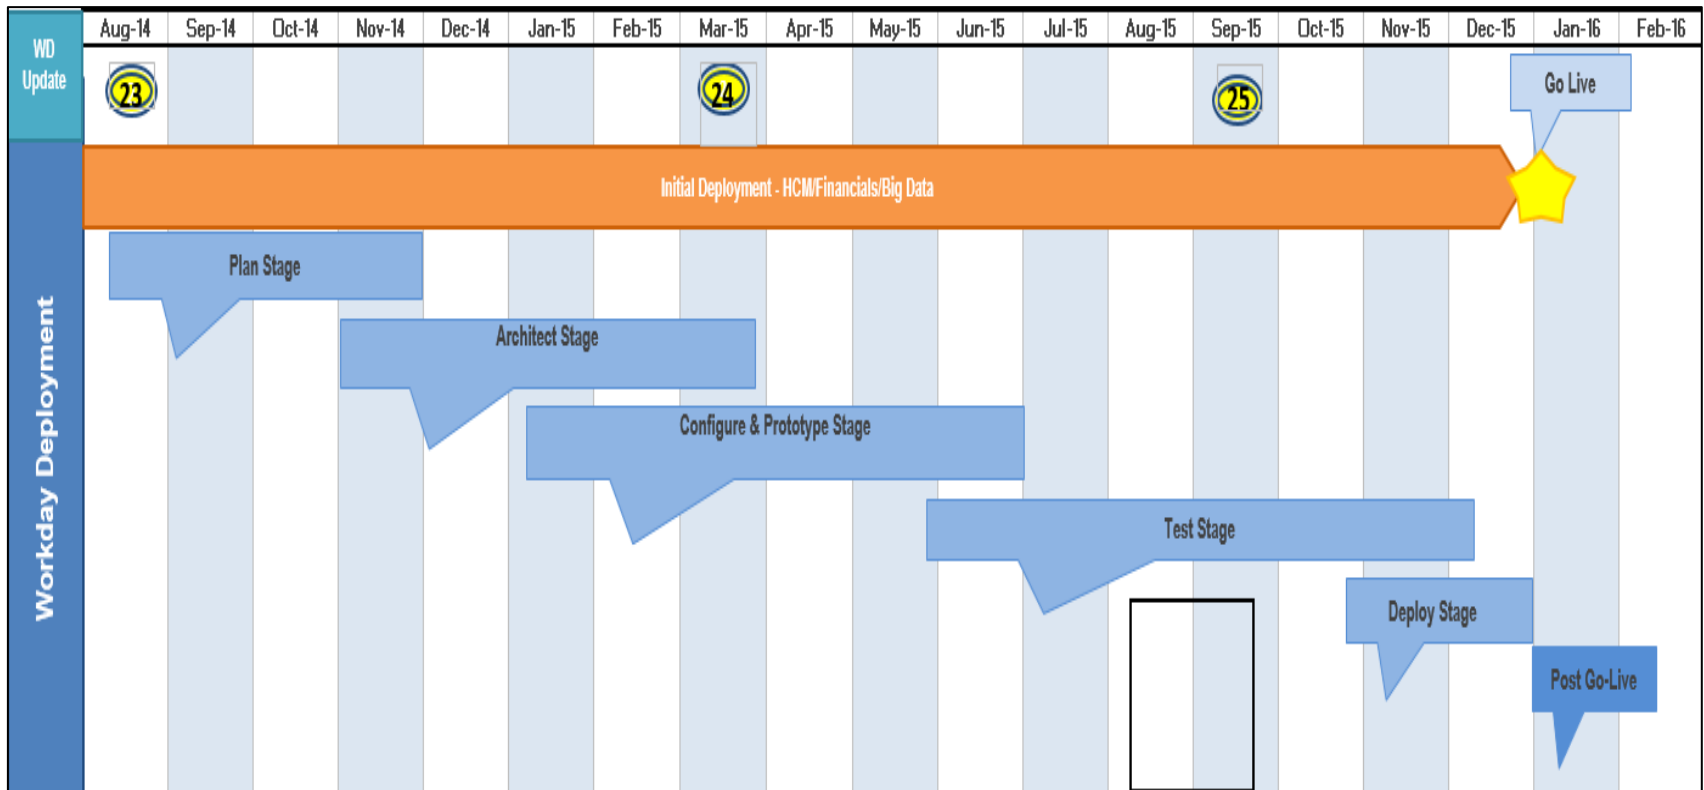 WD
Update
Aug-14 Sep-14 Oct-14 Nov-14 Dec-14 Jan-15 Feb-15 Mar-15 Apr-15 May-15 Jun-15 Jul-15 Aug-15 Sep-15 Oct-15 Nov-15 Dec-15 Jan-16 Feb-16
23 24 25
Go Live
Workday Deployment
Initial Deployment - HCM/Financials/Big Data
Plan Stage
Architect Stage
Configure & Prototype Stage
Test Stage
Deploy Stage
Post Go-Live